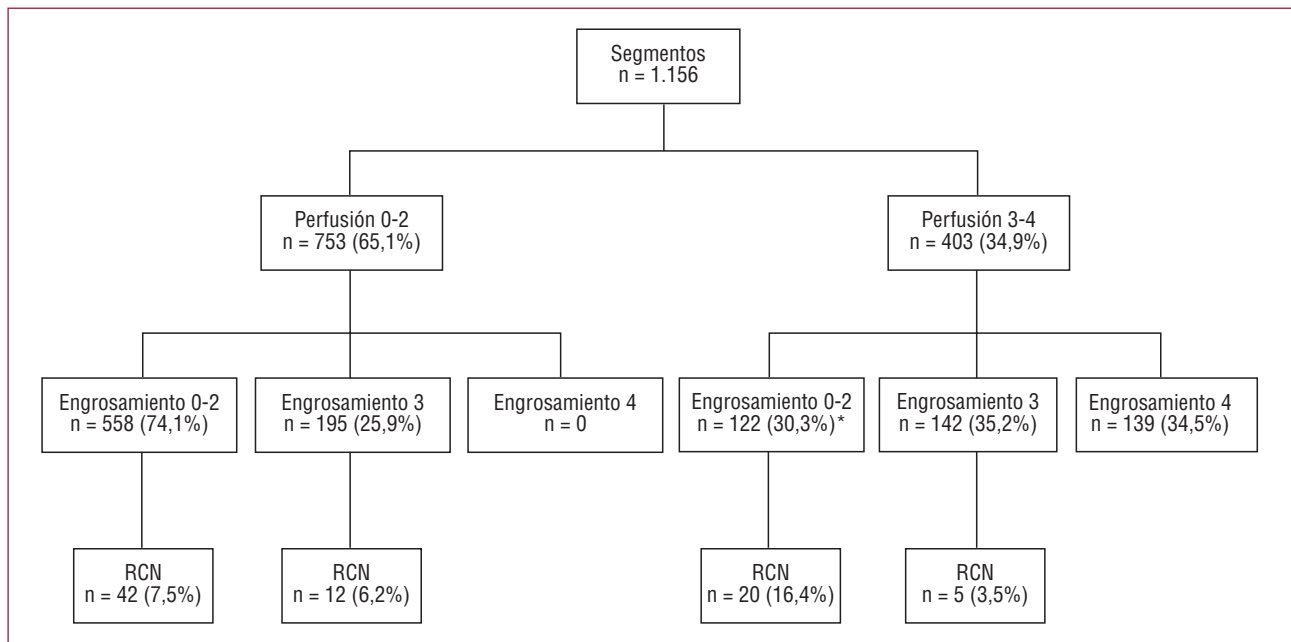 Segmentos
n = 1.156
Perfusión 0-2
n = 753 (65,1%)
Perfusión 3-4
n = 403 (34,9%)
Engrosamiento 0-2
n = 558 (74,1%)
Engrosamiento 3
n = 195 (25,9%)
Engrosamiento 4
n = 0
Engrosamiento 0-2
n = 122 (30,3%)*
Engrosamiento 3
n = 142 (35,2%)
Engrosamiento 4
n = 139 (34,5%)
RCN
n = 42 (7,5%)
RCN
n = 12 (6,2%)
RCN
n = 20 (16,4%)
RCN
n = 5 (3,5%)